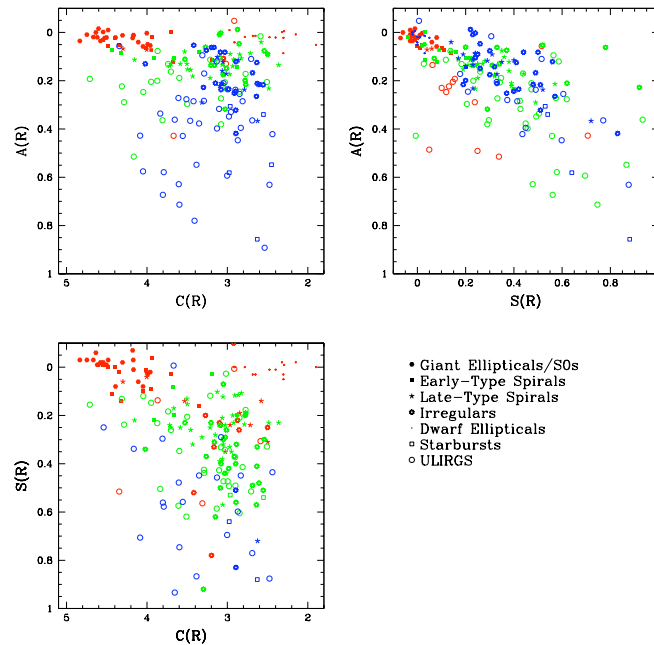 0
0.2
0.4
0.6
0.8
1
A(R)
5
4
3
2
C(R)
0
0.2
0.4
0.6
0.8
1
A(R)
0
0.2
0.4
0.6
0.8
S(R)
0
0.2
0.4
0.6
0.8
1
S(R)
5
4
3
2
C(R)
Giant Ellipticals/S0s
Early-Type Spirals
Late-Type Spirals
Irregulars
Dwarf Ellipticals
Starbursts
ULIRGS